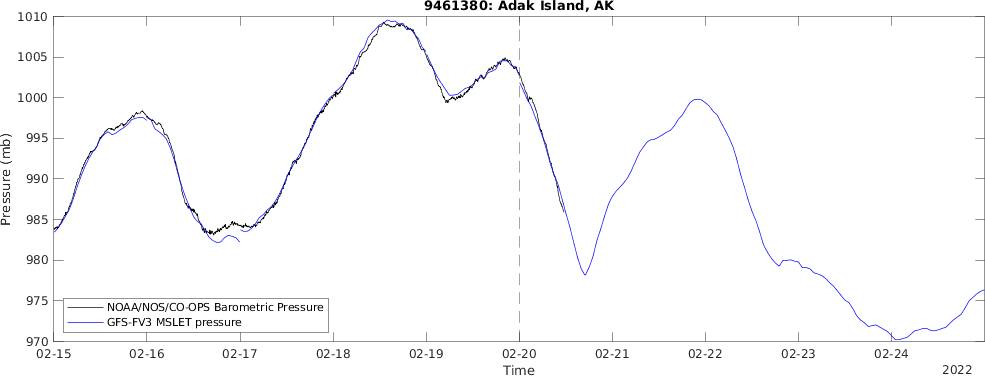 9461380: Adak Island, AK
Pressure (mb)
1010
1005
1000
995
990
985
980
975
970
NOAA/NOS/CO-OPS Barometric Pressure
GFS-FV3 MSLET pressure
02-15 02-16 02-17 02-18 02-19 02-20 02-21 02-22 02-23 02-24
Time
2022